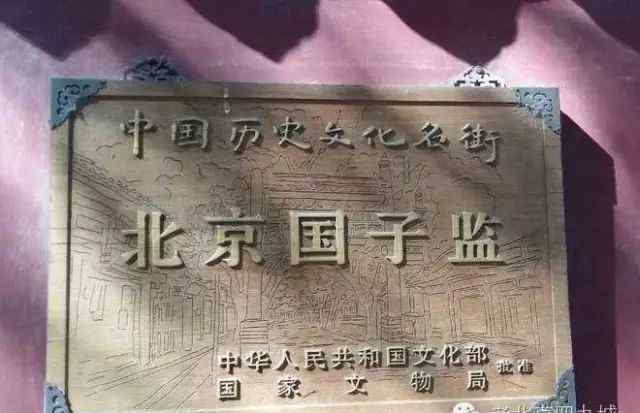 中国历史文化名街
北京国子监
中华人民共和国文化部
国家文物局
批准